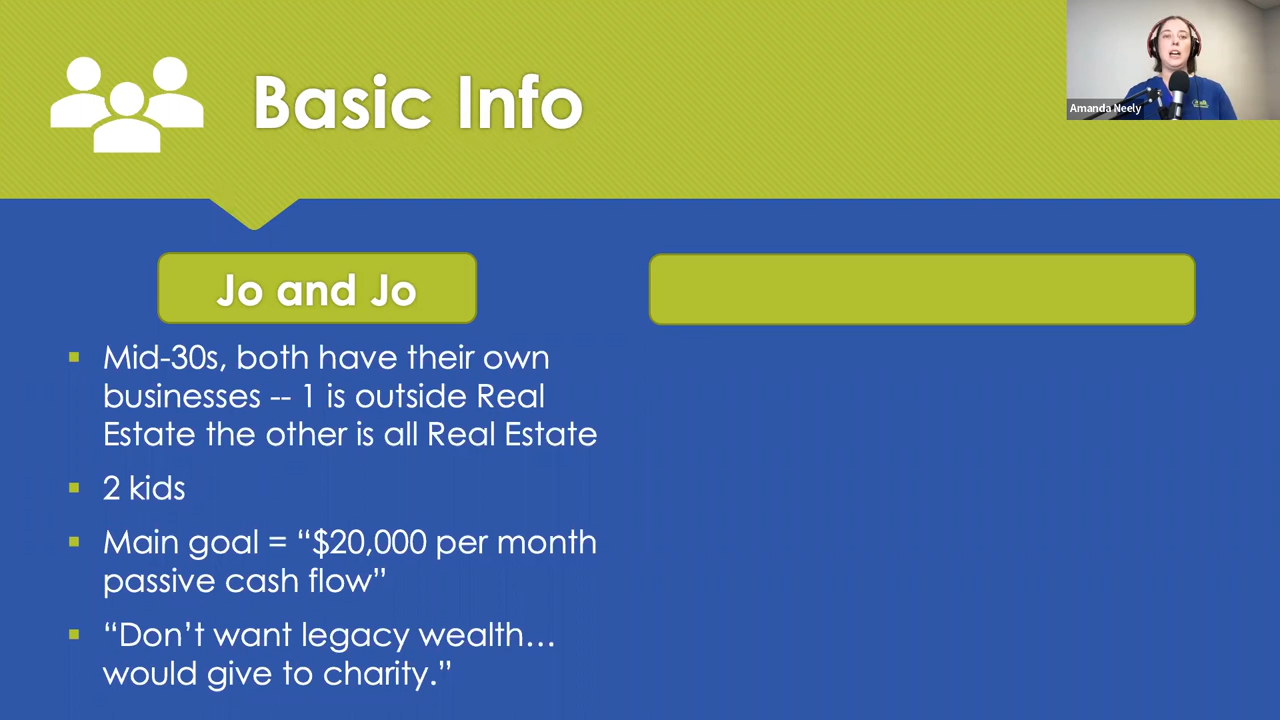 Basic Info
Amanda Neely
Jo and Jo
▪ Mid-30s, both have their own
businesses -- 1 is outside Real
Estate the other is all Real Estate
▪ 2 kids
▪ Main goal = “$20,000 per month
passive cash flow”
▪ “Don’t want legacy wealth…
would give to charity.”